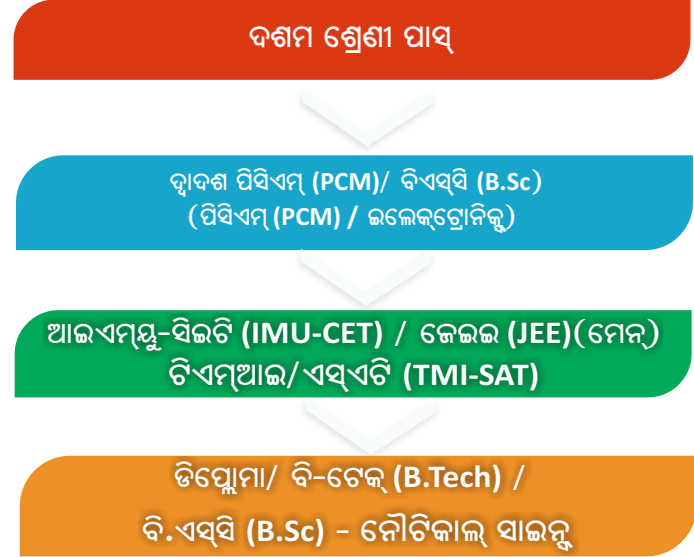 ଦଶମ ଶ୍ରେଣୀ ପାସ୍
ଦ୍ୱାଦଶ ପିସିଏମ୍ (PCM)/ ବିଏସ୍‌ସି (B.Sc)
(ପିସିଏମ୍ (PCM) / ଇଲେକ୍‌ଟ୍ରୋନିକ୍ସ)
ଆଇଏମ୍‌ୟୁ-ସିଇଟି (IMU-CET) / ଜେଇଇ (JEE)(ମେନ୍)
ଟିଏମ୍‌ଆଇ/ଏସ୍‌ଏଟି (TMI-SAT)
ଡିପ୍ଲୋମା/ ବି-ଟେକ୍ (B.Tech) /
ବି.ଏସ୍‌ସି (B.Sc) - ନୌଟିକାଲ୍ ସାଇନ୍ସ